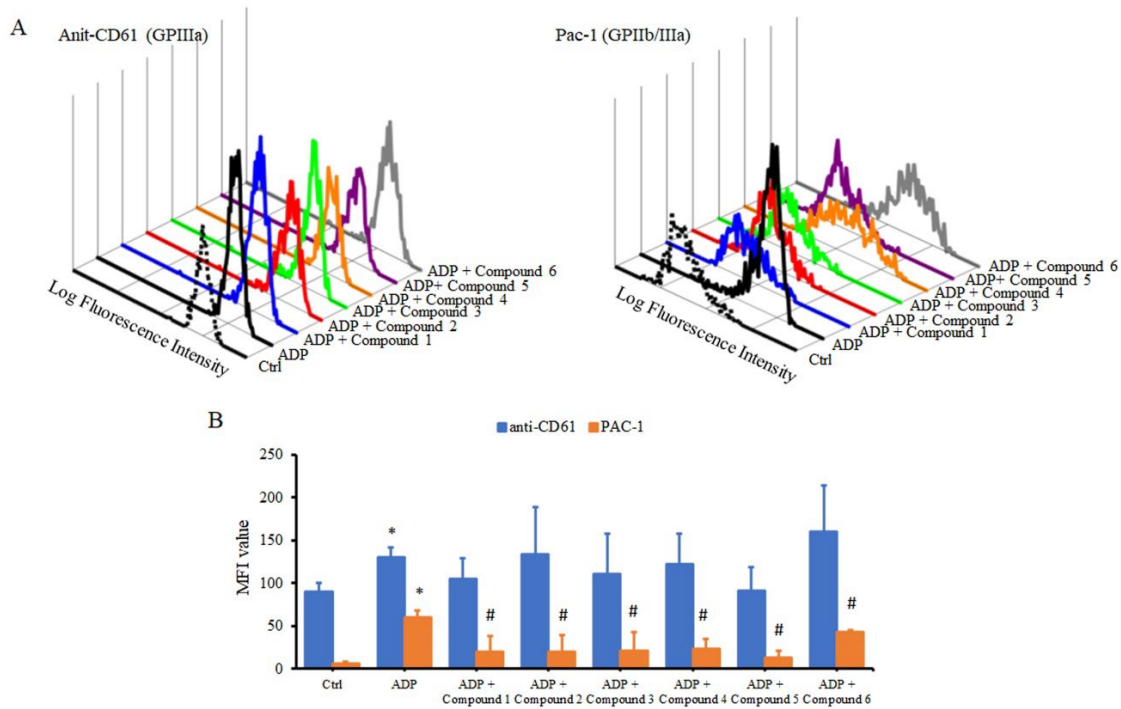 A
Anit-CD61 (GPIIIa)
Pac-1 (GPIIb/IIIa)
Log Fluorescence Intensity
ADP + Compound 6
ADP+ Compound 5
ADP + Compound 4
ADP + Compound 3
ADP + Compound 2
ADP + Compound 1
ADP
Ctrl
Log Fluorescence Intensity
ADP + Compound 6
ADP + Compound 5
ADP + Compound 4
ADP + Compound 3
ADP + Compound 2
ADP + Compound 1
ADP
Ctrl
B
anti-CD61 PAC-1
MFI value
250
200
150
100
50
0
*
*
# # # # # #
Ctrl ADP ADP + ADP + ADP + ADP + ADP + ADP +
Compound 1 Compound 2 Compound 3 Compound 4 Compound 5 Compound 6